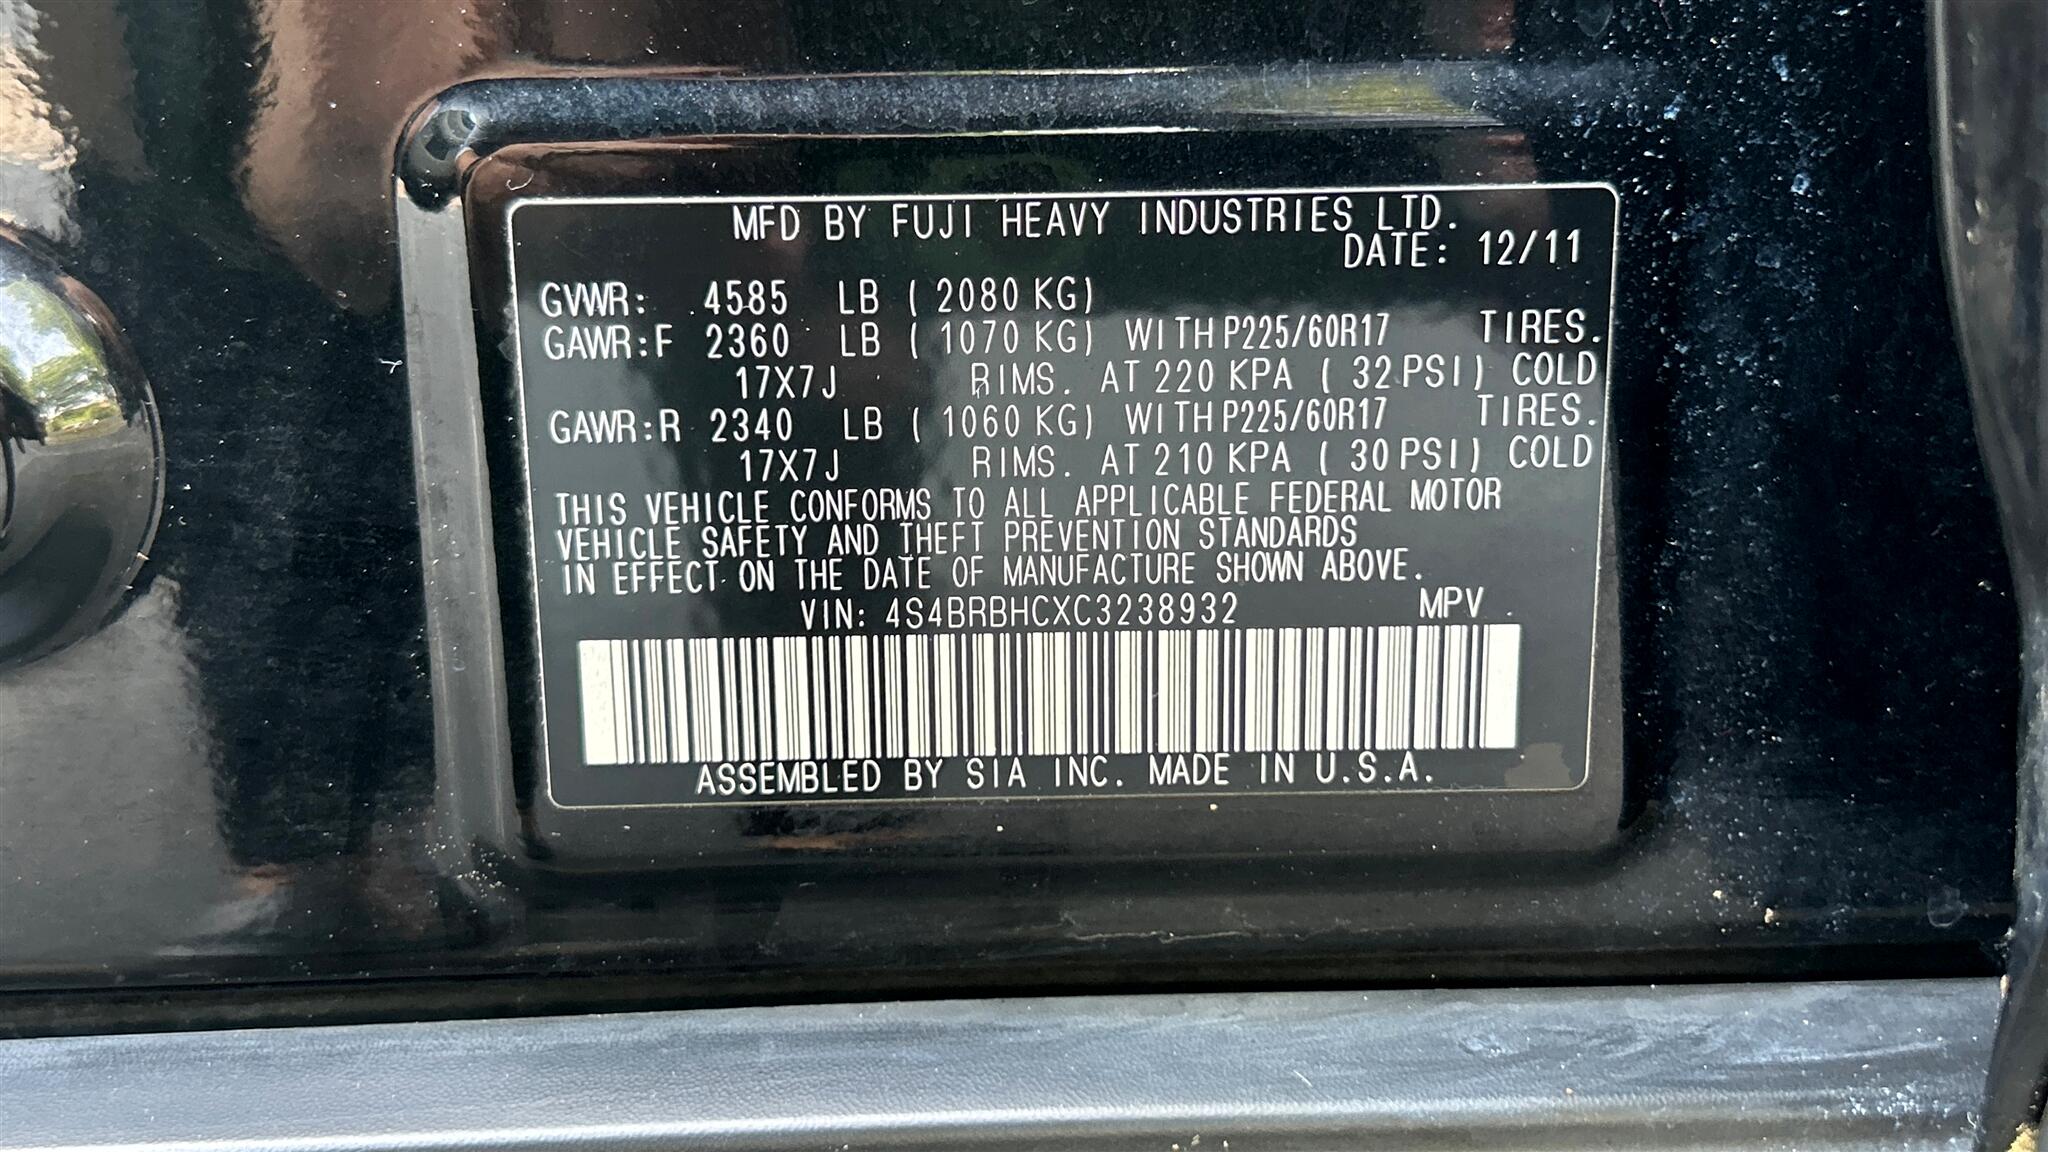 MFD BY FUJI HEAVY INDUSTRIES LTD.
DATE: 12/11
GVWR: 4585 LB ( 2080 KG)
GAWR:F 2360 LB ( 1070 KG) WITH P225/60R17 TIRES.
17X7J RIMS. AT 220 KPA ( 32 PSI) COLD
GAWR:R 2340 LB ( 1060 KG) WITH P225/60R17 TIRES.
17X7J RIMS. AT 210 KPA ( 30 PSI) COLD
THIS VEHICLE CONFORMS TO ALL APPLICABLE FEDERAL MOTOR
VEHICLE SAFETY AND THEFT PREVENTION STANDARDS
IN EFFECT ON THE DATE OF MANUFACTURE SHOWN ABOVE.
VIN: 4S4BRBHCXC3238932 MPV
ASSEMBLED BY SIA INC. MADE IN U.S.A.